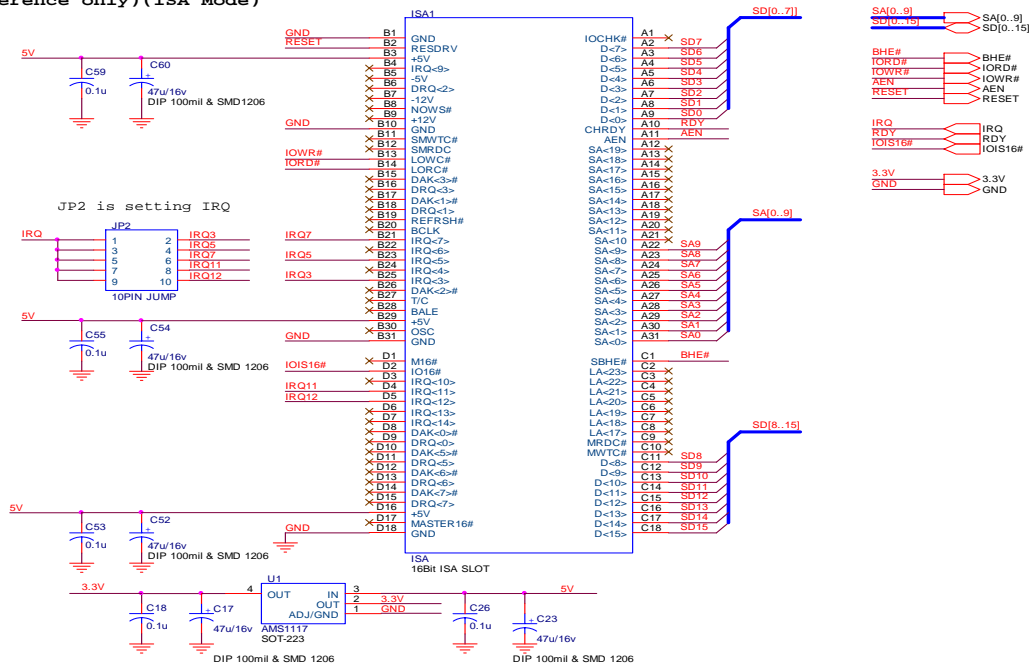 erence only)(ISA Mode)
ISA1
GND B1 GND IOCHK# A1
RESET B2 RESDRV D<7> A2 SD7
5V B3 +5V D<6> A3 SD6
B4 IRQ<9> D<5> A4 SD5
B5 -5V D<4> A5 SD4
B6 DRQ<2> D<3> A6 SD3
B7 -12V D<2> A7 SD2
B8 NOWS# D<1> A8 SD1
B9 +12V D<0> A9 SD0
GND B10 GND CHRDY A10 RDY
B11 SMWTC# AEN A11 AEN
B12 SMRDC SA<19> A12
IOWR# B13 LOWC# SA<18> A13
IORD# B14 LORC# SA<17> A14
B15 DAK<3># SA<16> A15
B16 DRQ<3> SA<15> A16
B17 DAK<1># SA<14> A17
B18 DRQ<1> SA<13> A18
B19 REFRSH# SA<12> A19
B20 BCLK SA<11> A20
IRQ7 B21 IRQ<7> SA<10 A21
B22 IRQ<6> SA<9> A22 SA9
IRQ5 B23 IRQ<5> SA<8> A23 SA8
B24 IRQ<4> SA<7> A24 SA7
IRQ3 B25 IRQ<3> SA<6> A25 SA6
B26 DAK<2># SA<5> A26 SA5
B27 T/C SA<4> A27 SA4
B28 BALE SA<3> A28 SA3
B29 +5V SA<2> A29 SA2
B30 OSC SA<1> A30 SA1
GND B31 GND SA<0> A31 SA0
D1 M16# SBHE# C1 BHE#
IOIS16# D2 IO16# LA<23> C2
D3 IRQ<10> LA<22> C3
IRQ11 D4 IRQ<11> LA<21> C4
IRQ12 D5 IRQ<12> LA<20> C5
D6 IRQ<13> LA<19> C6
D7 IRQ<14> LA<18> C7
D8 DAK<0># LA<17> C8
D9 DRQ<0> MRDC# C9
D10 DAK<5># MWTC# C10
D11 DRQ<5> D<8> C11 SD8
D12 DAK<6># D<9> C12 SD9
D13 DRQ<6> D<10> C13 SD10
D14 DAK<7># D<11> C14 SD11
D15 DRQ<7> D<12> C15 SD12
D16 +5V D<13> C16 SD13
D17 MASTER16# D<14> C17 SD14
GND D18 GND D<15> C18 SD15
ISA
16Bit ISA SLOT
SD[0..7]]
SA[0..9]
SD[8..15]
SA[0..9] SA[0..9]
SD[0..15] SD[0..15]
BHE# BHE#
IORD# IORD#
IOWR# IOWR#
AEN AEN
RESET RESET
IRQ IRQ
RDY RDY
IOIS16# IOIS16#
3.3V 3.3V
GND GND
C59 + C60
0.1u 47u/16v
DIP 100mil & SMD1206
JP2 is setting IRQ
JP2
IRQ 1 2 IRQ3
3 4 IRQ5
5 6 IRQ7
7 8 IRQ11
9 10 IRQ12
10PIN JUMP
5V
C55 + C54
0.1u 47u/16v
DIP 100mil & SMD 1206
5V
C53 + C52
0.1u 47u/16v
DIP 100mil & SMD 1206
U1
3.3V 4 OUT IN 3 5V
OUT 2 3.3V
ADJ/GND 1 GND
AMS1117
SOT-223
C18 + C17
0.1u 47u/16v
DIP 100mil & SMD 1206
C26 + C23
0.1u 47u/16v
DIP 100mil & SMD 1206